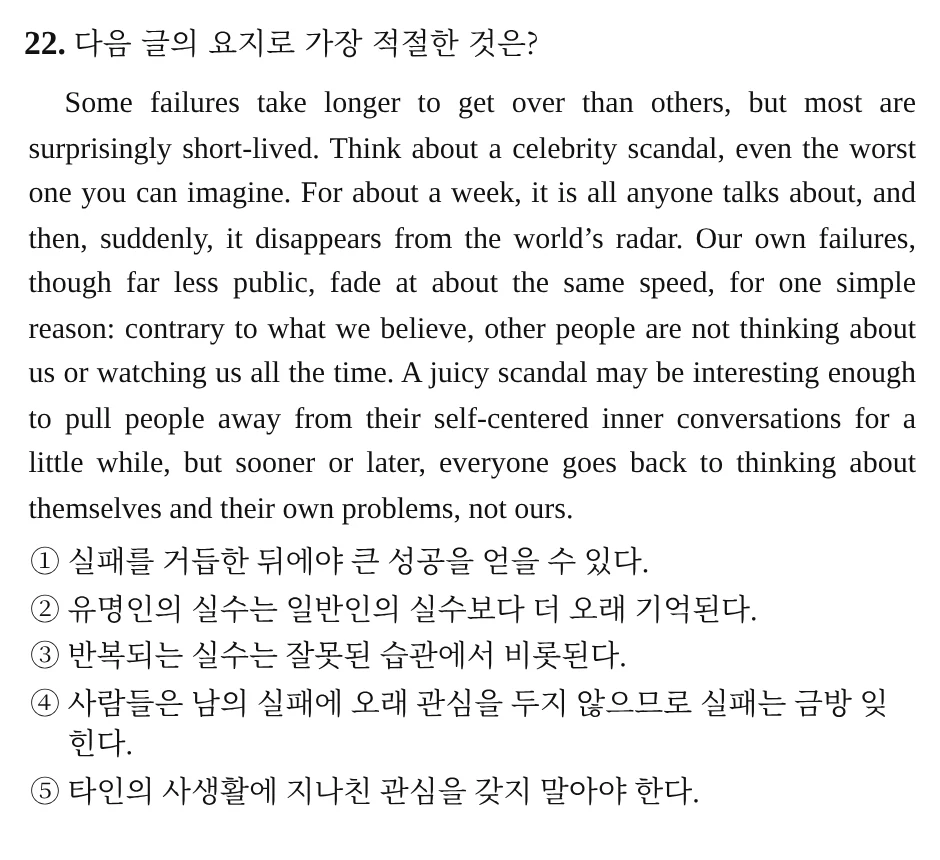 22. 다음 글의 요지로 가장 적절한 것은?
Some failures take longer to get over than others, but most are
surprisingly short-lived. Think about a celebrity scandal, even the worst
one you can imagine. For about a week, it is all anyone talks about, and
then, suddenly, it disappears from the world’s radar. Our own failures,
though far less public, fade at about the same speed, for one simple
reason: contrary to what we believe, other people are not thinking about
us or watching us all the time. A juicy scandal may be interesting enough
to pull people away from their self-centered inner conversations for a
little while, but sooner or later, everyone goes back to thinking about
themselves and their own problems, not ours.
① 실패를 거듭한 뒤에야 큰 성공을 얻을 수 있다.
② 유명인의 실수는 일반인의 실수보다 더 오래 기억된다.
③ 반복되는 실수는 잘못된 습관에서 비롯된다.
④ 사람들은 남의 실패에 오래 관심을 두지 않으므로 실패는 금방 잊
힌다.
⑤ 타인의 사생활에 지나친 관심을 갖지 말아야 한다.